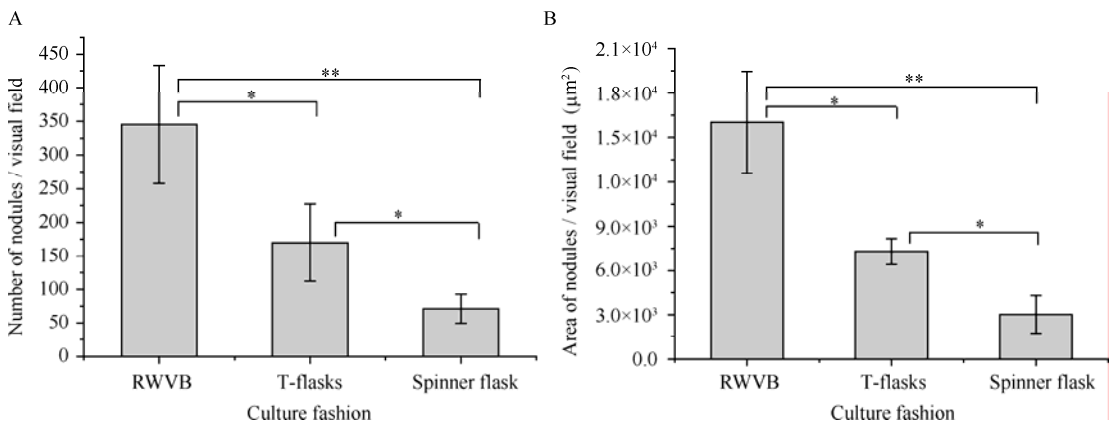 A
Number of nodules / visual field
450
400
350
300
250
200
150
100
50
0
**
*
*
RWVB
T-flasks
Spinner flask
Culture fashion
B
Area of nodules / visual field (μm²)
2.1×10⁴
1.8×10⁴
1.5×10⁴
1.0×10⁴
9.0×10³
6.0×10³
3.0×10³
0.0
**
*
*
RWVB
T-flasks
Spinner flask
Culture fashion